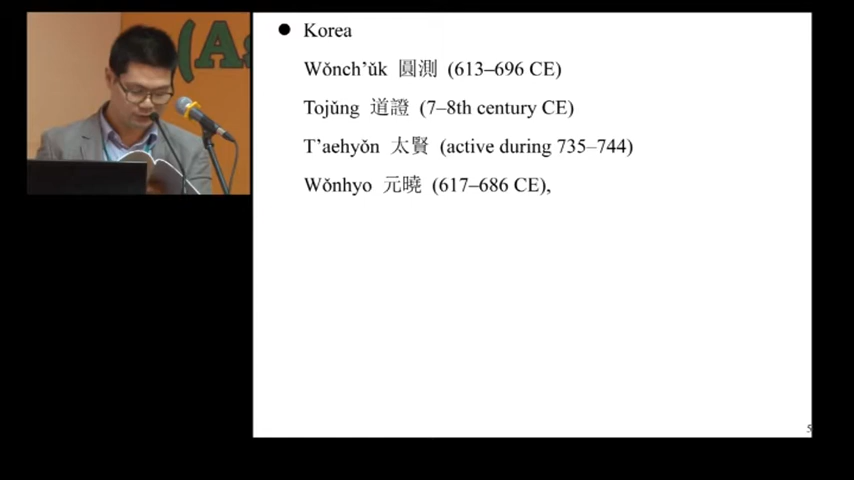 (As
Korea
Wŏnch’ŭk 圓測 (613–696 CE)
Tojŭng 道證 (7–8th century CE)
T’aehyŏn 太賢 (active during 735–744)
Wŏnhyo 元曉 (617–686 CE),
5